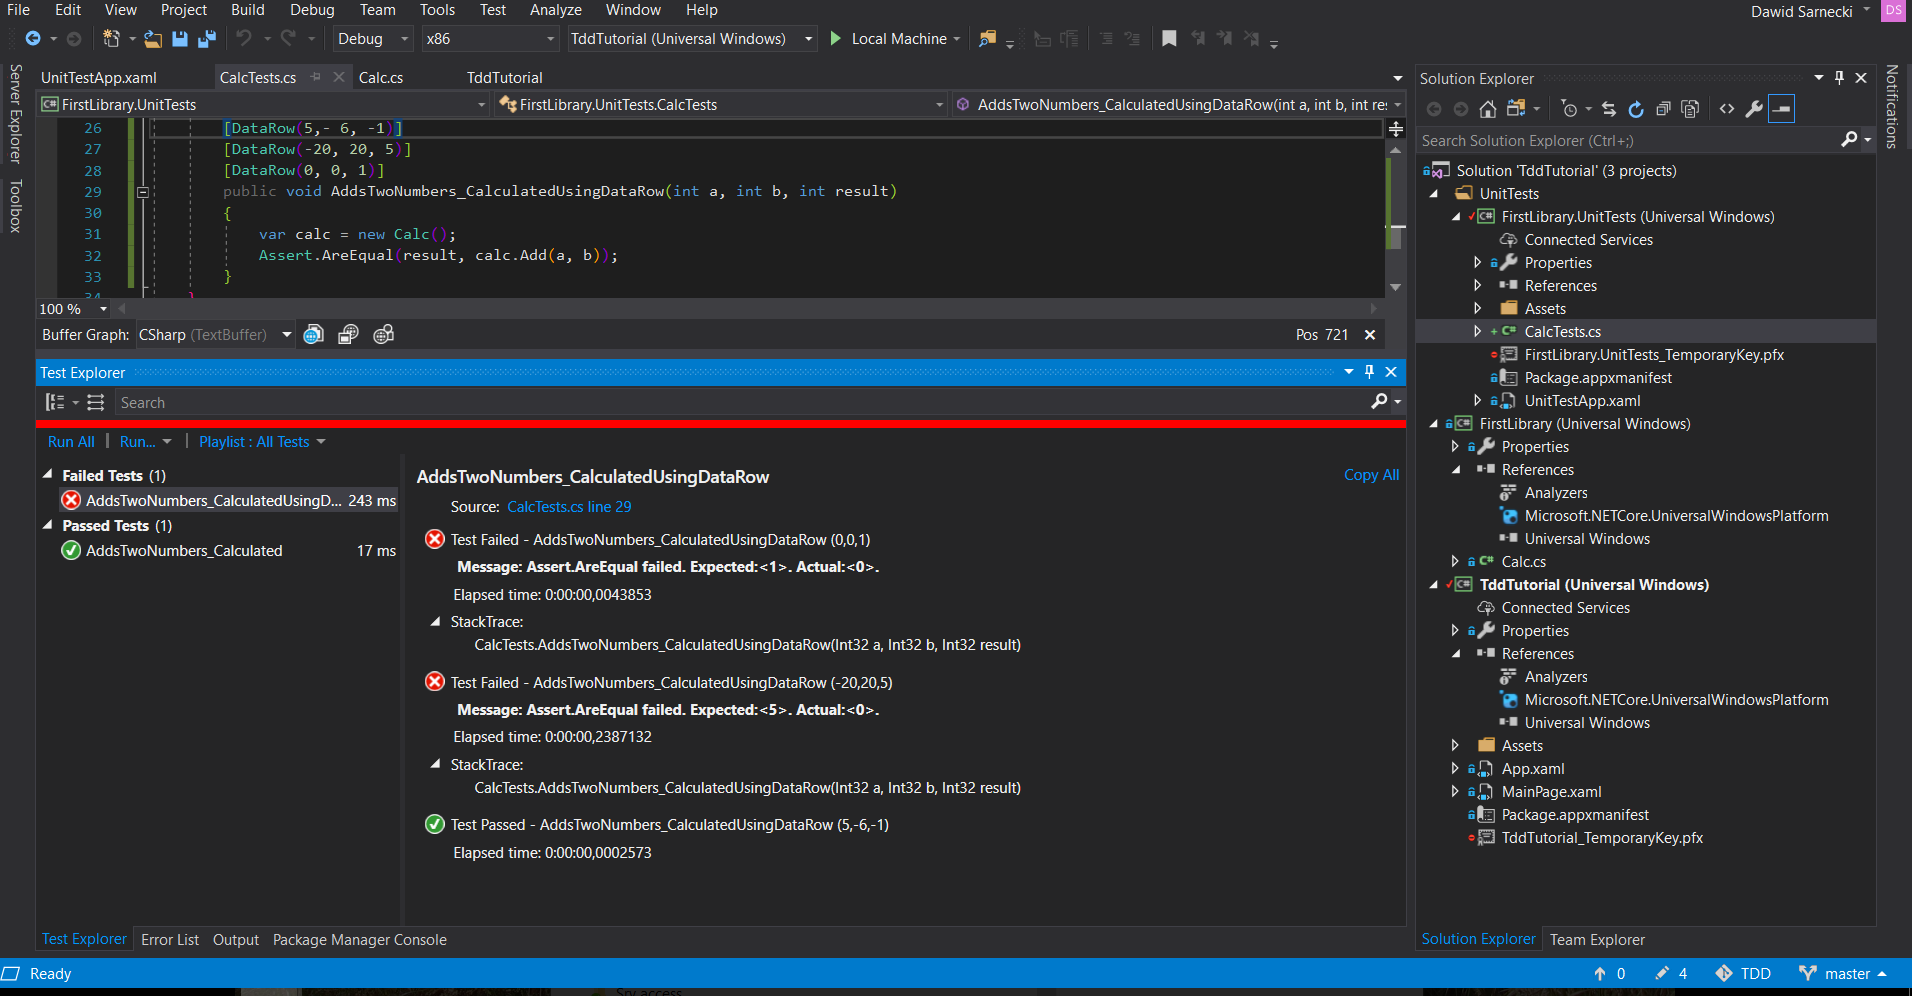 File Edit View Project Build Debug Team Tools Test Analyze Window Help
Dawid Sarnecki DS
Debug x86 TddTutorial (Universal Windows) Local Machine
Server Explorer
Toolbox
UnitTestApp.xaml CalcTests.cs Calc.cs TddTutorial
C# FirstLibrary.UnitTests FirstLibrary.UnitTests.CalcTests AddsTwoNumbers_CalculatedUsingDataRow(int a, int b, int res
26 [DataRow(5,- 6, -1)]
27 [DataRow(-20, 20, 5)]
28 [DataRow(0, 0, 1)]
29 public void AddsTwoNumbers_CalculatedUsingDataRow(int a, int b, int result)
30 {
31 var calc = new Calc();
32 Assert.AreEqual(result, calc.Add(a, b));
33 }
34 }
100 %
Buffer Graph: CSharp (TextBuffer) Pos 721
Test Explorer
Search
Run All | Run... | Playlist : All Tests
Failed Tests (1)
AddsTwoNumbers_CalculatedUsingD... 243 ms
Passed Tests (1)
AddsTwoNumbers_Calculated 17 ms
AddsTwoNumbers_CalculatedUsingDataRow Copy All
Source: CalcTests.cs line 29
Test Failed - AddsTwoNumbers_CalculatedUsingDataRow (0,0,1)
Message: Assert.AreEqual failed. Expected:<1>. Actual:<0>.
Elapsed time: 0:00:00,0043853
StackTrace:
CalcTests.AddsTwoNumbers_CalculatedUsingDataRow(Int32 a, Int32 b, Int32 result)
Test Failed - AddsTwoNumbers_CalculatedUsingDataRow (-20,20,5)
Message: Assert.AreEqual failed. Expected:<5>. Actual:<0>.
Elapsed time: 0:00:00,2387132
StackTrace:
CalcTests.AddsTwoNumbers_CalculatedUsingDataRow(Int32 a, Int32 b, Int32 result)
Test Passed - AddsTwoNumbers_CalculatedUsingDataRow (5,-6,-1)
Elapsed time: 0:00:00,0002573
Test Explorer Error List Output Package Manager Console
Solution Explorer
Notifications
Search Solution Explorer (Ctrl+;)
Solution 'TddTutorial' (3 projects)
UnitTests
C# FirstLibrary.UnitTests (Universal Windows)
Connected Services
Properties
References
Assets
C# CalcTests.cs
FirstLibrary.UnitTests_TemporaryKey.pfx
Package.appxmanifest
UnitTestApp.xaml
C# FirstLibrary (Universal Windows)
Properties
References
Analyzers
Microsoft.NETCore.UniversalWindowsPlatform
Universal Windows
C# Calc.cs
C# TddTutorial (Universal Windows)
Connected Services
Properties
References
Analyzers
Microsoft.NETCore.UniversalWindowsPlatform
Universal Windows
Assets
App.xaml
MainPage.xaml
Package.appxmanifest
TddTutorial_TemporaryKey.pfx
Solution Explorer Team Explorer
Ready 0 4 TDD master